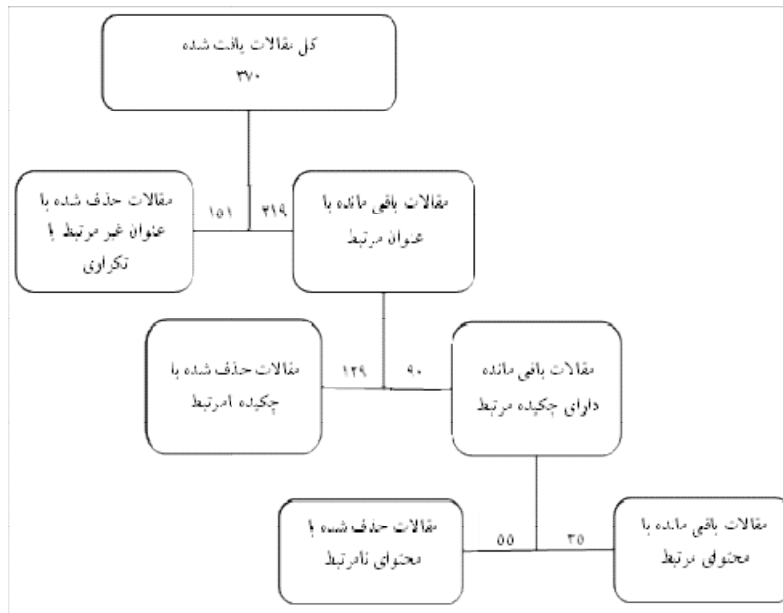 کل مقالات یافت شده
۳۷۰
مقالات باقی مانده با
عنوان مرتبط
۲۱۹
۱۵۱
مقالات حذف شده با
عنوان غیر مرتبط یا
تکراری
مقالات باقی مانده
دارای چکیده مرتبط
۹۰
۱۲۹
مقالات حذف شده با
چکیده نامرتبط
مقالات باقی مانده با
محتوای مرتبط
۳۵
۵۵
مقالات حذف شده با
محتوای نامرتبط